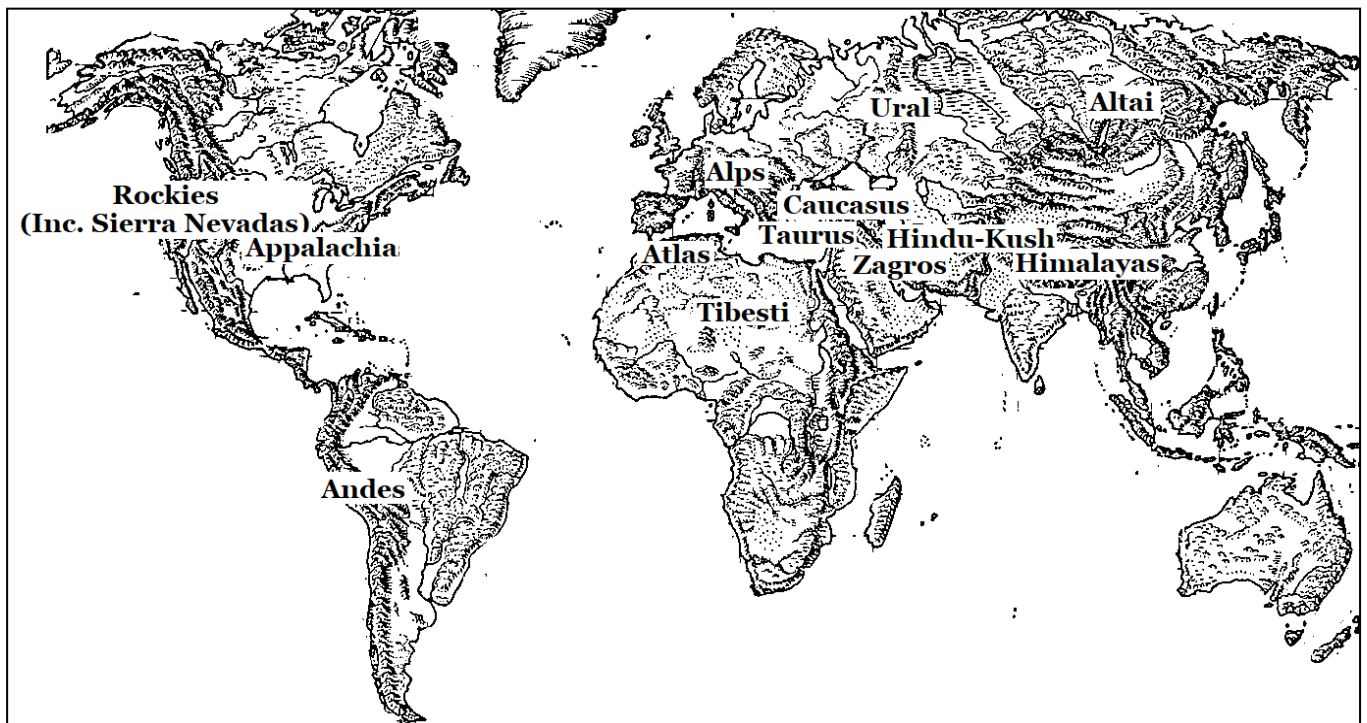 Ural
Altai
Alps
Rockies
(Inc. Sierra Nevadas)
Caucasus
Appalachia
Taurus
Hindu-Kush
Atlas
Zagros
Himalayas
Tibesti
Andes